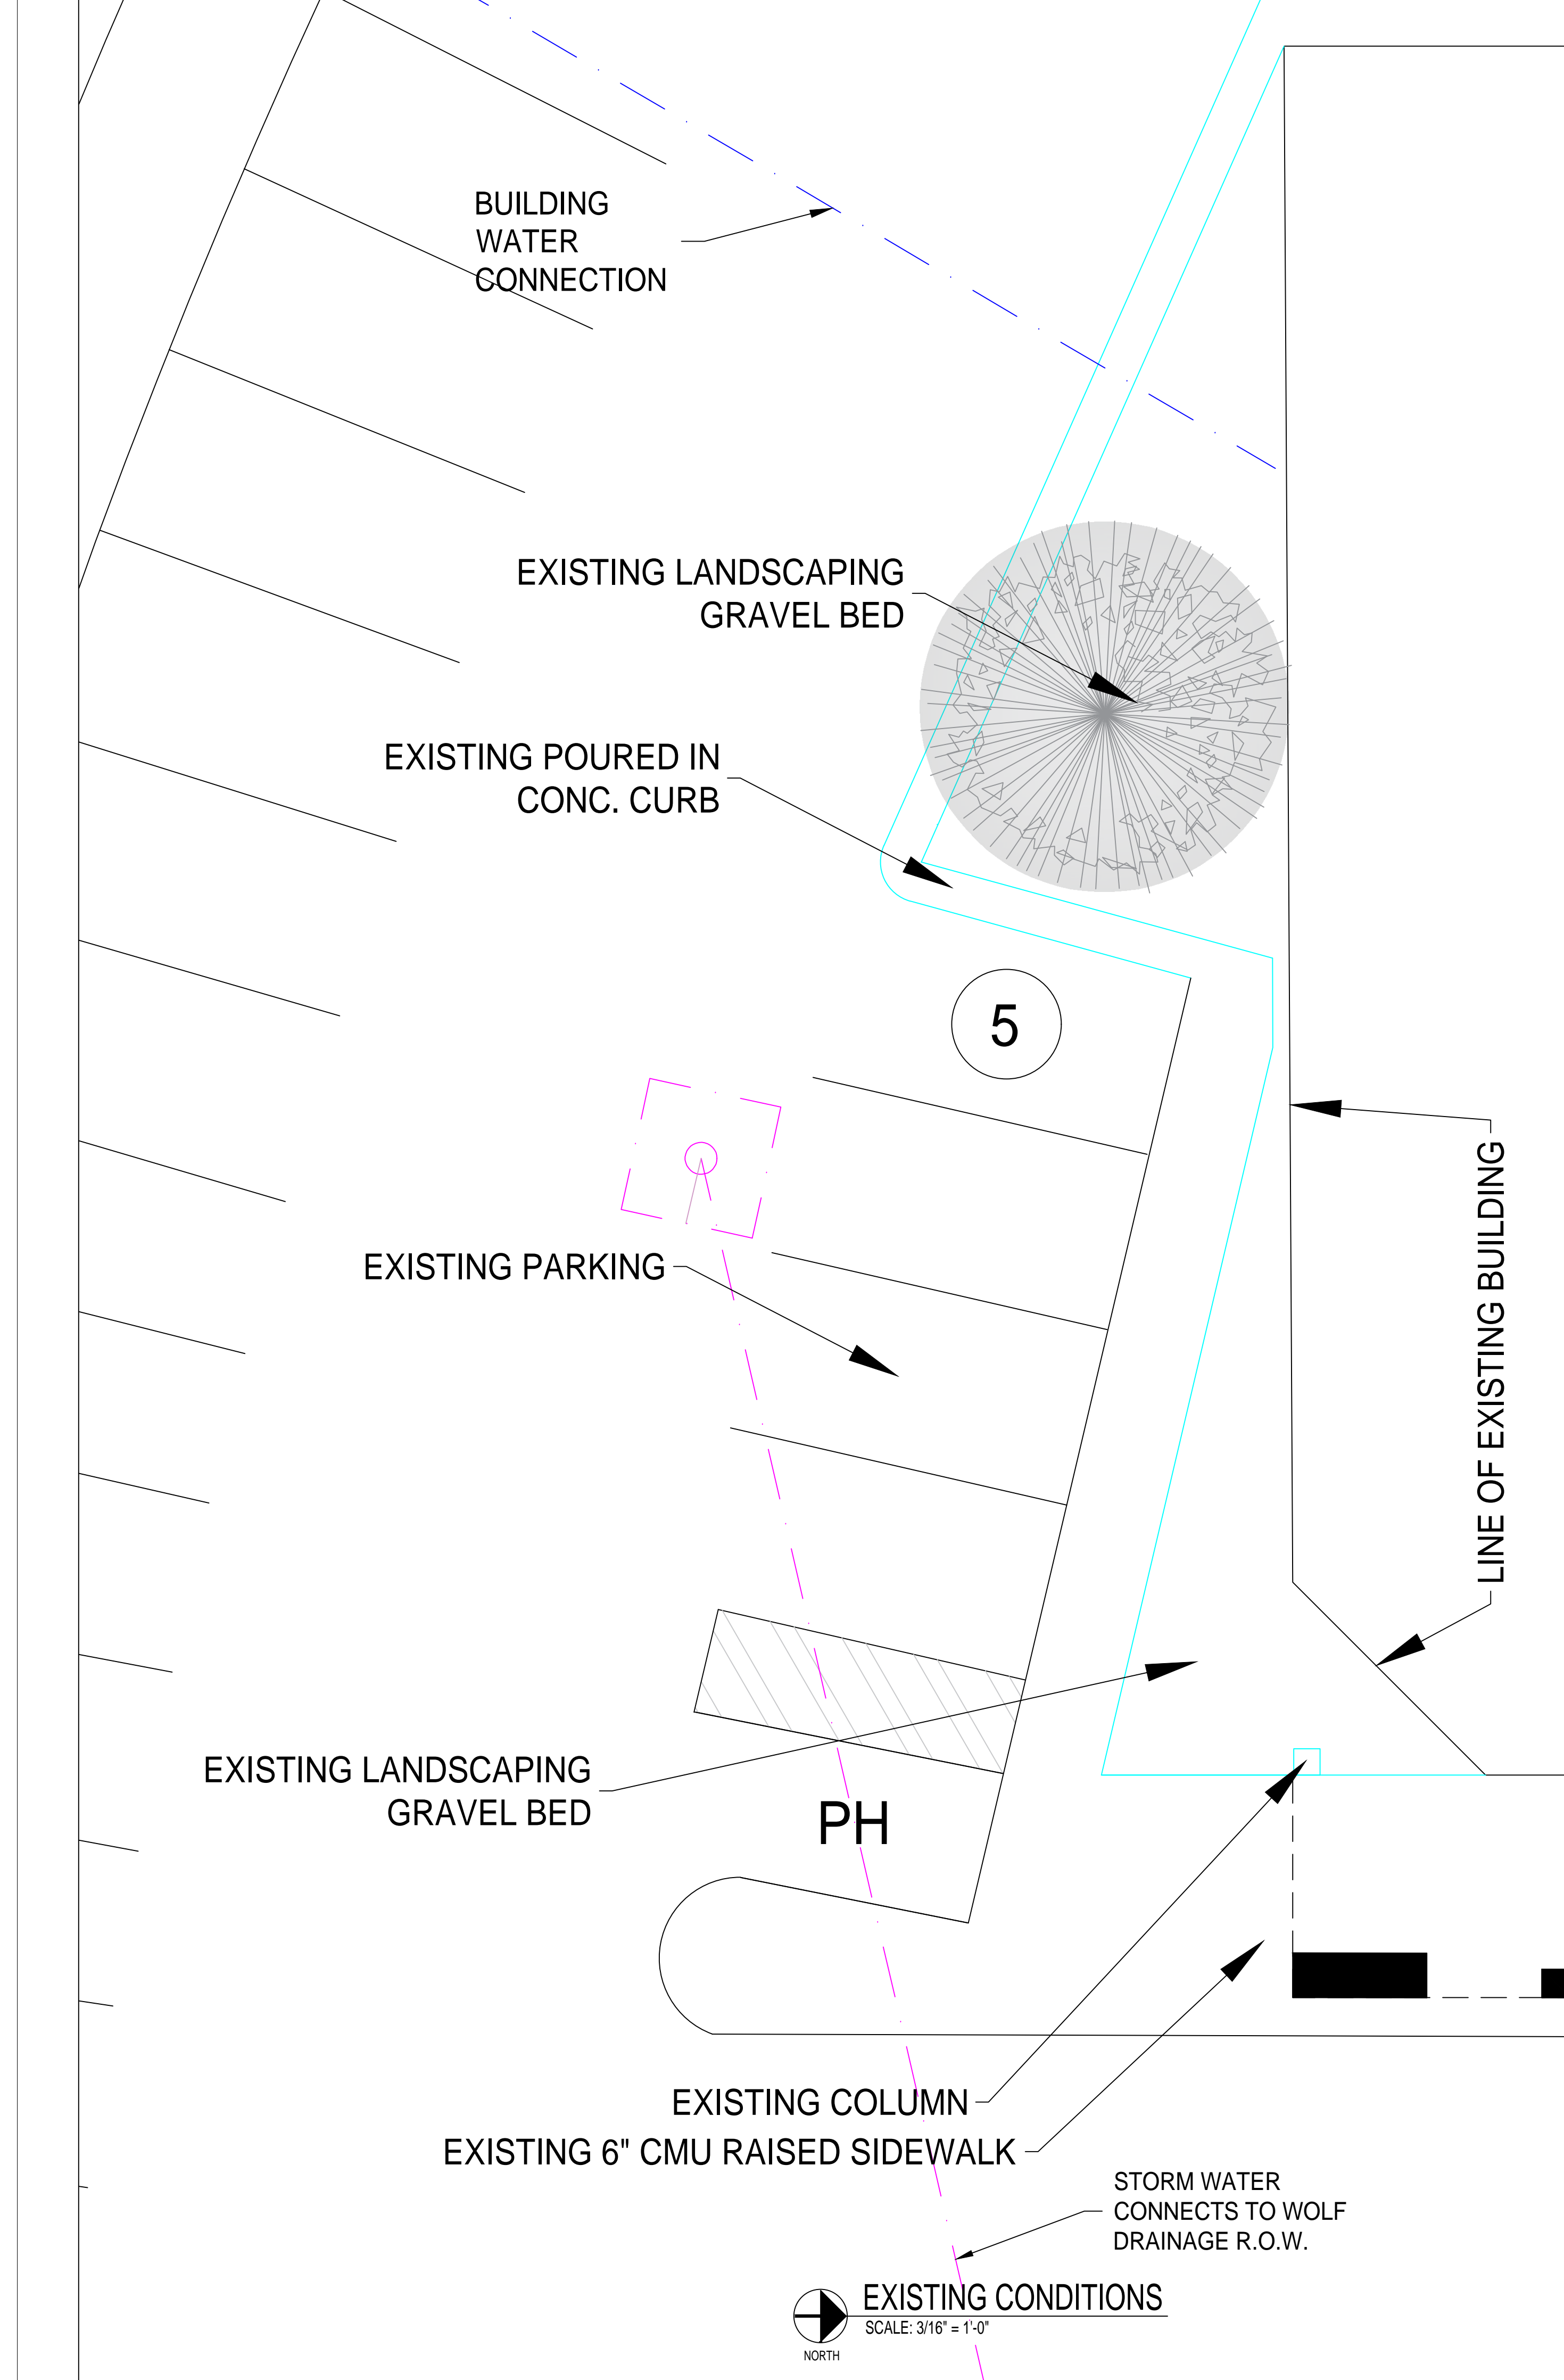 BUILDING
WATER
CONNECTION
EXISTING LANDSCAPING
GRAVEL BED
EXISTING POURED IN
CONC. CURB
5
EXISTING PARKING
LINE OF EXISTING BUILDING
EXISTING LANDSCAPING
GRAVEL BED
PH
EXISTING COLUMN
EXISTING 6" CMU RAISED SIDEWALK
STORM WATER
CONNECTS TO WOLF
DRAINAGE R.O.W.
EXISTING CONDITIONS
SCALE: 3/16" = 1'-0"
NORTH